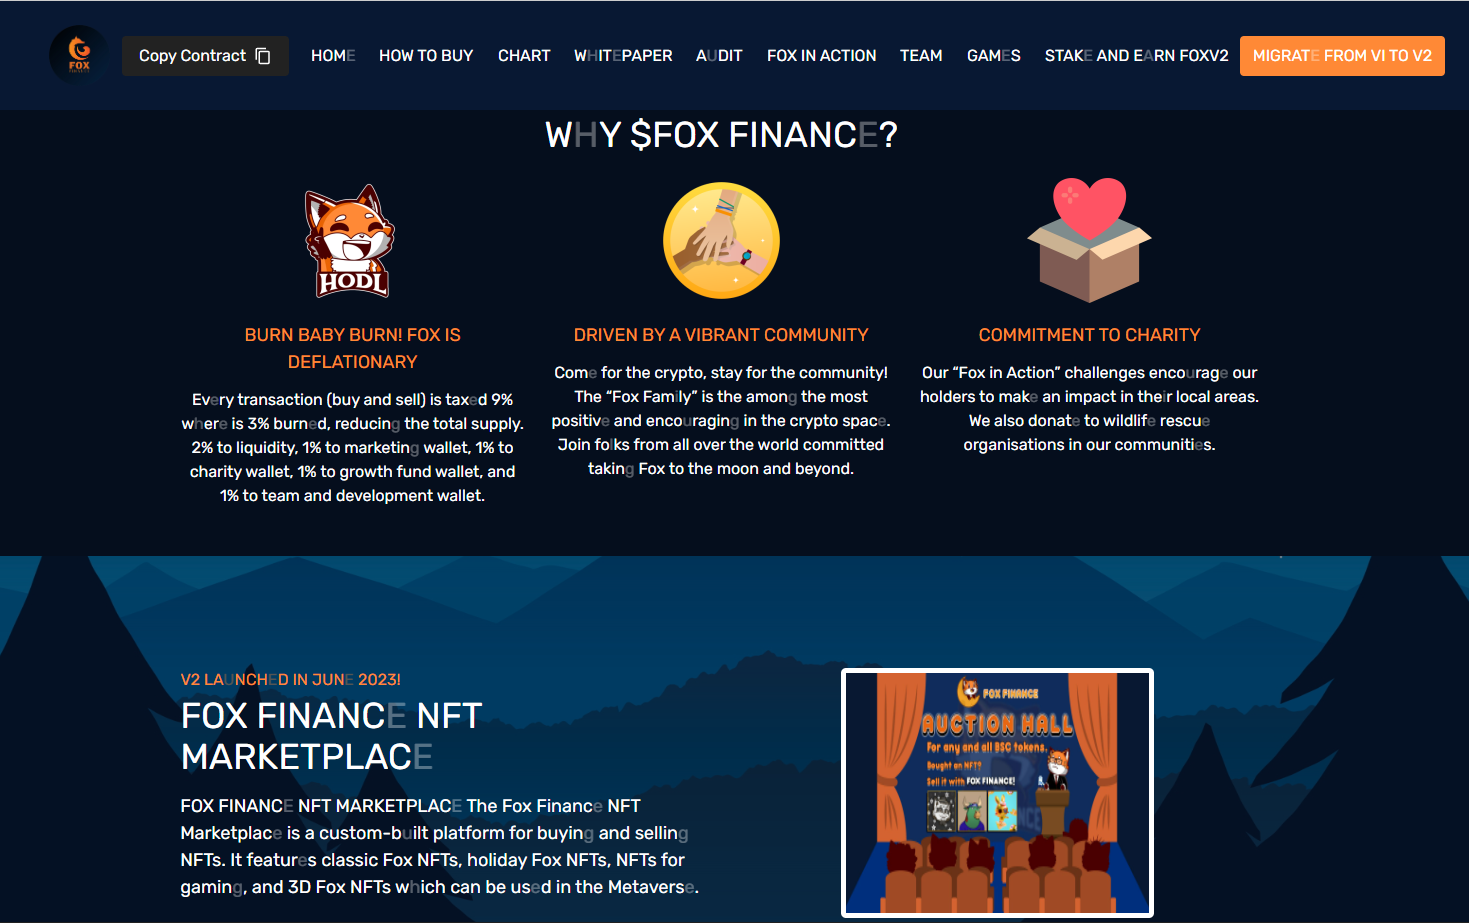 FOX
Copy Contract
HOME HOW TO BUY CHART WHITEPAPER AUDIT FOX IN ACTION TEAM GAMES STAKE AND EARN FOXV2 MIGRATE FROM V1 TO V2
WHY $FOX FINANCE?
HODL
BURN BABY BURN! FOX IS
DEFLATIONARY
Every transaction (buy and sell) is taxed 9%
where is 3% burned, reducing the total supply.
2% to liquidity, 1% to marketing wallet, 1% to
charity wallet, 1% to growth fund wallet, and
1% to team and development wallet.
DRIVEN BY A VIBRANT COMMUNITY
Come for the crypto, stay for the community!
The “Fox Family” is the among the most
positive and encouraging in the crypto space.
Join folks from all over the world committed
taking Fox to the moon and beyond.
COMMITMENT TO CHARITY
Our “Fox in Action” challenges encourage our
holders to make an impact in their local areas.
We also donate to wildlife rescue
organisations in our communities.
V2 LAUNCHED IN JUNE 2023!
FOX FINANCE NFT
MARKETPLACE
FOX FINANCE NFT MARKETPLACE The Fox Finance NFT
Marketplace is a custom-built platform for buying and selling
NFTs. It features classic Fox NFTs, holiday Fox NFTs, NFTs for
gaming, and 3D Fox NFTs which can be used in the Metaverse.
FOX FINANCE
AUCTION HALL
For any and all BSC tokens.
Bought an NFT?
Sell it with FOX FINANCE!